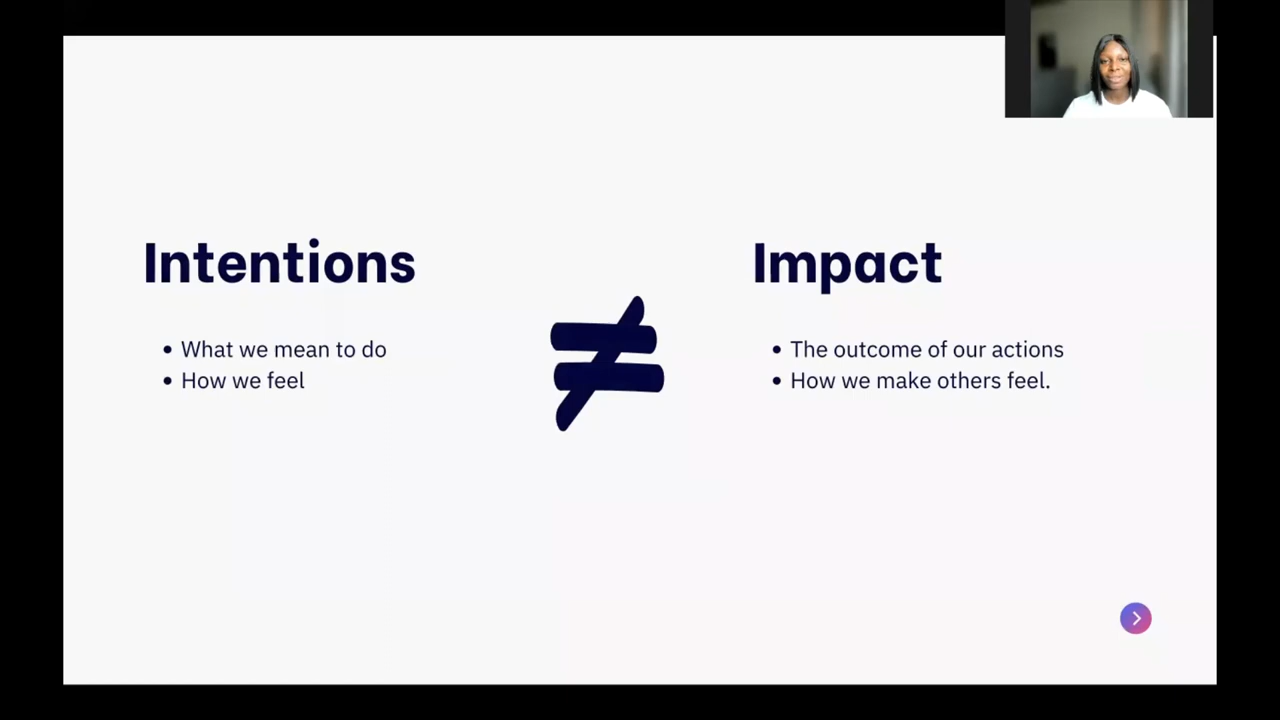 Intentions
What we mean to do
How we feel
≠
Impact
The outcome of our actions
How we make others feel.